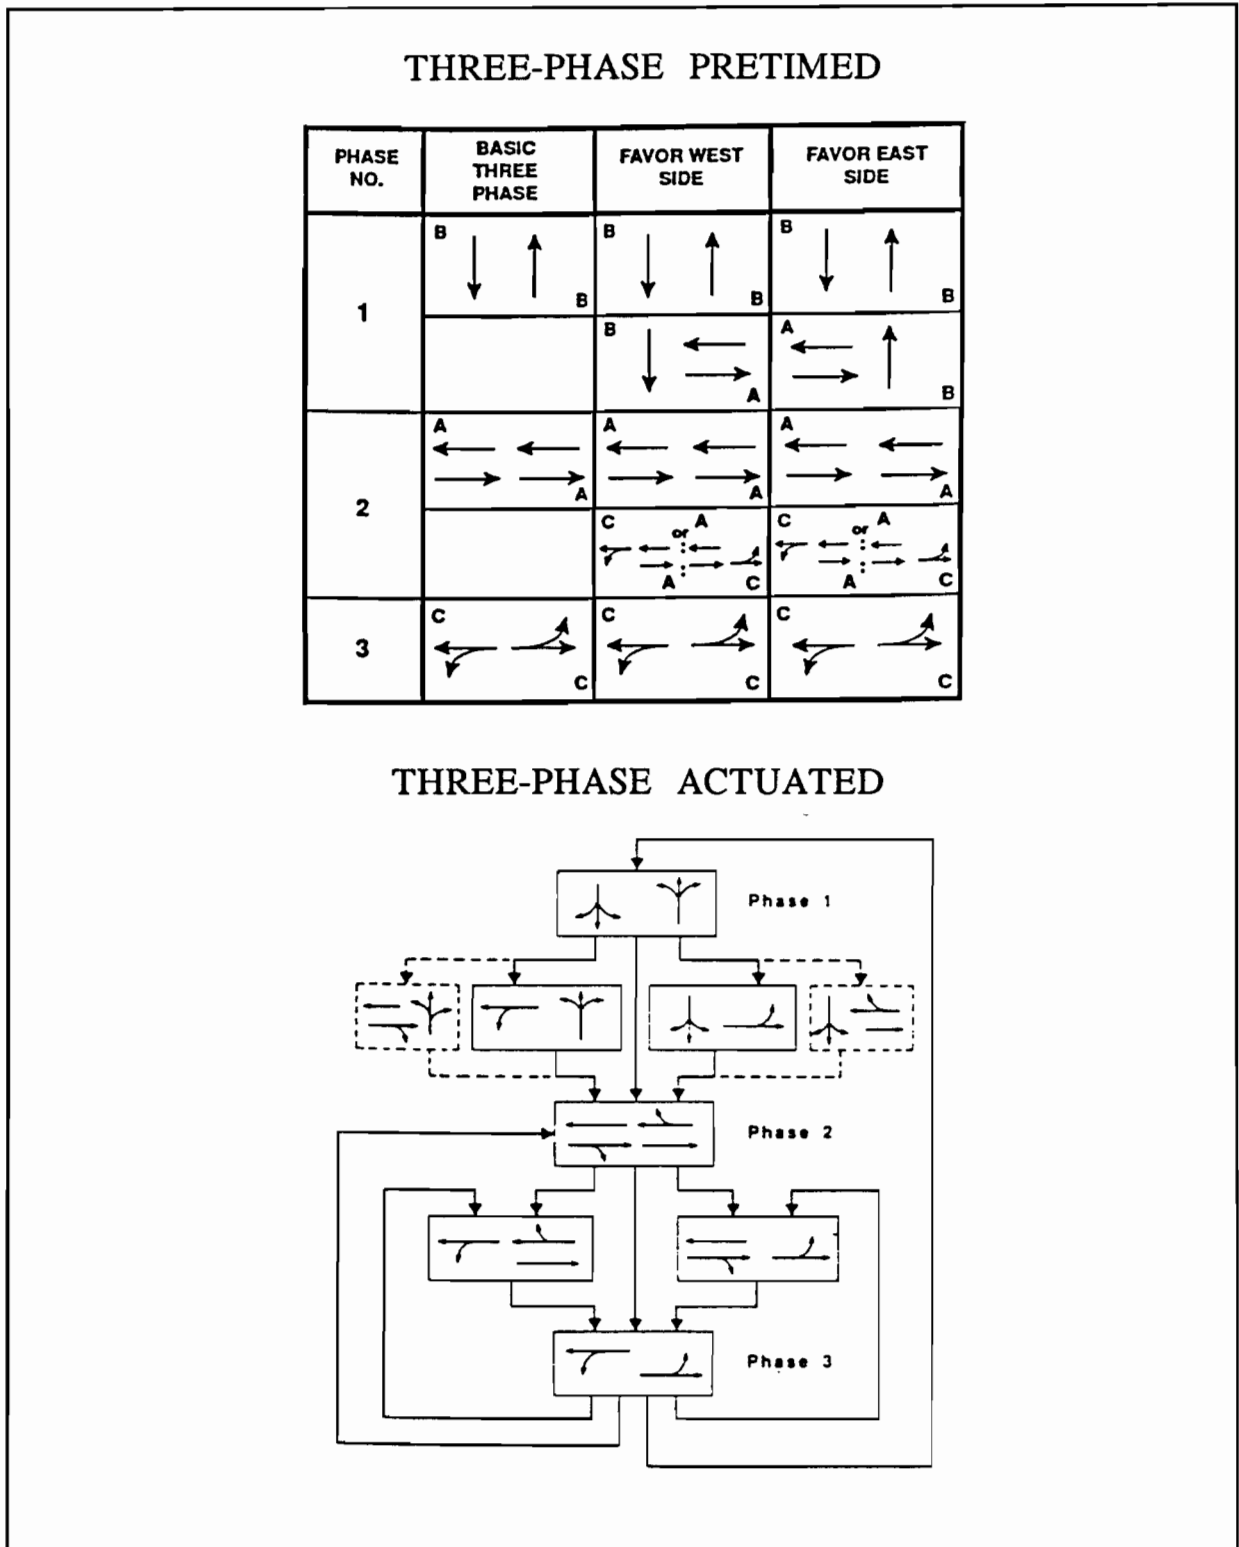 THREE-PHASE PRETIMED
PHASE NO.
BASIC THREE PHASE
FAVOR WEST SIDE
FAVOR EAST SIDE
1
B
B
B
B
B
B
B
A
A
B
2
A
A
A
A
A
A
C
or
A
A
C
C
or
A
A
C
3
C
C
C
C
C
C
THREE-PHASE ACTUATED
Phase 1
Phase 2
Phase 3